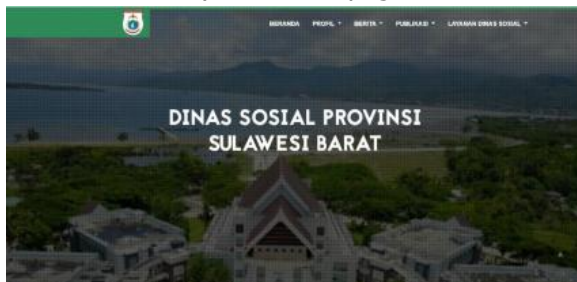 BERANDA PROFIL BERITA PUBLIKASI LAYANAN DINAS SOSIAL
DINAS SOSIAL PROVINSI
SULAWESI BARAT